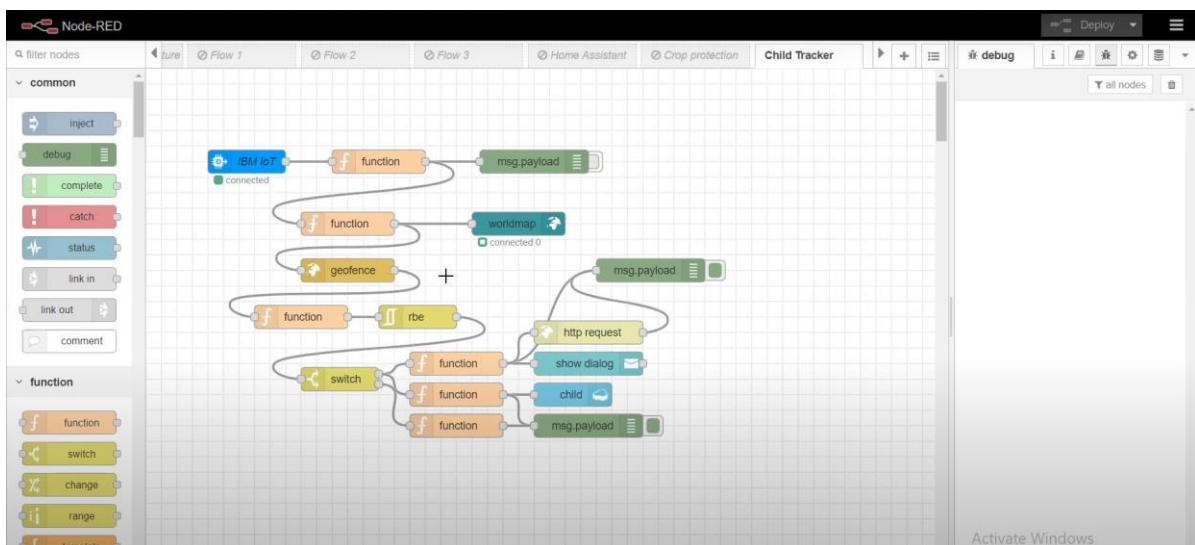 Node-RED
Deploy
filter nodes
ture
Flow 1
Flow 2
Flow 3
Home Assistant
Crop protection
Child Tracker
debug
i
all nodes
common
inject
debug
complete
catch
status
link in
link out
comment
function
function
switch
change
range
IBM IoT
connected
function
msg.payload
function
worldmap
connected 0
geofence
msg.payload
function
rbe
http request
switch
function
show dialog
function
child
function
msg.payload
Activate Windows